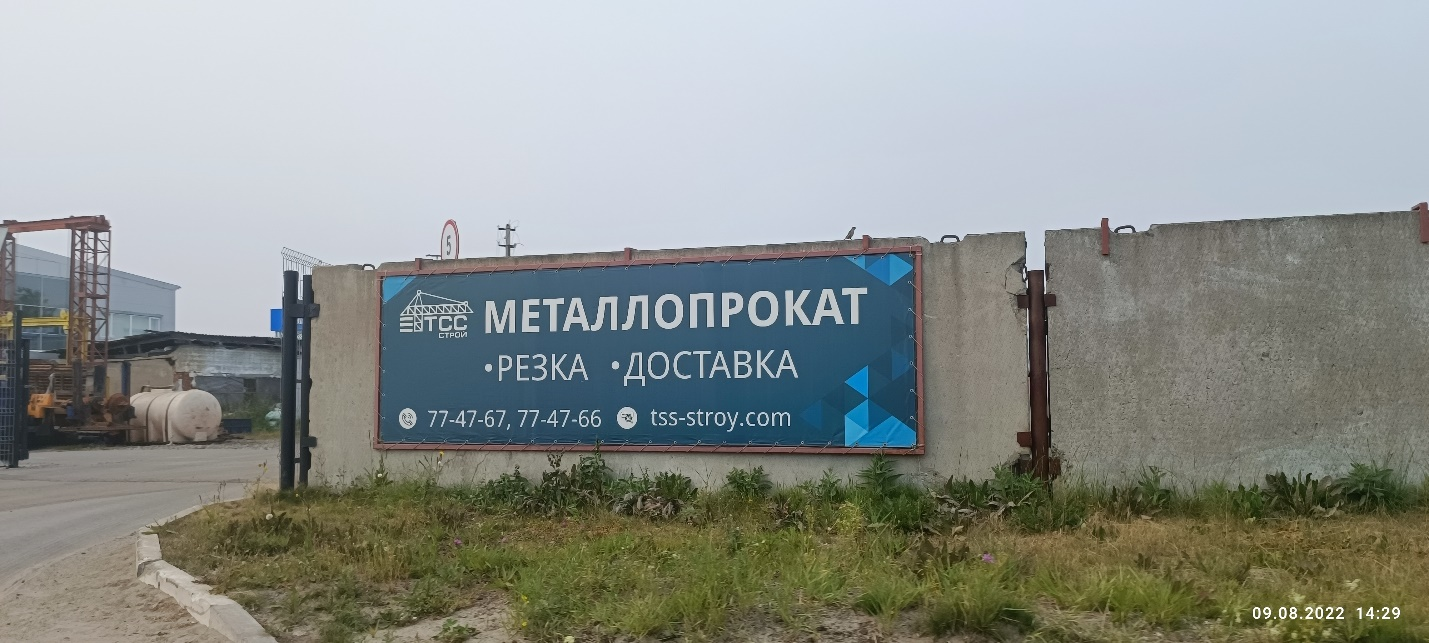 5
ТСС
СТРОЙ
МЕТАЛЛОПРОКАТ
•РЕЗКА •ДОСТАВКА
77-47-67, 77-47-66 tss-stroy.com
09.08.2022 14:29